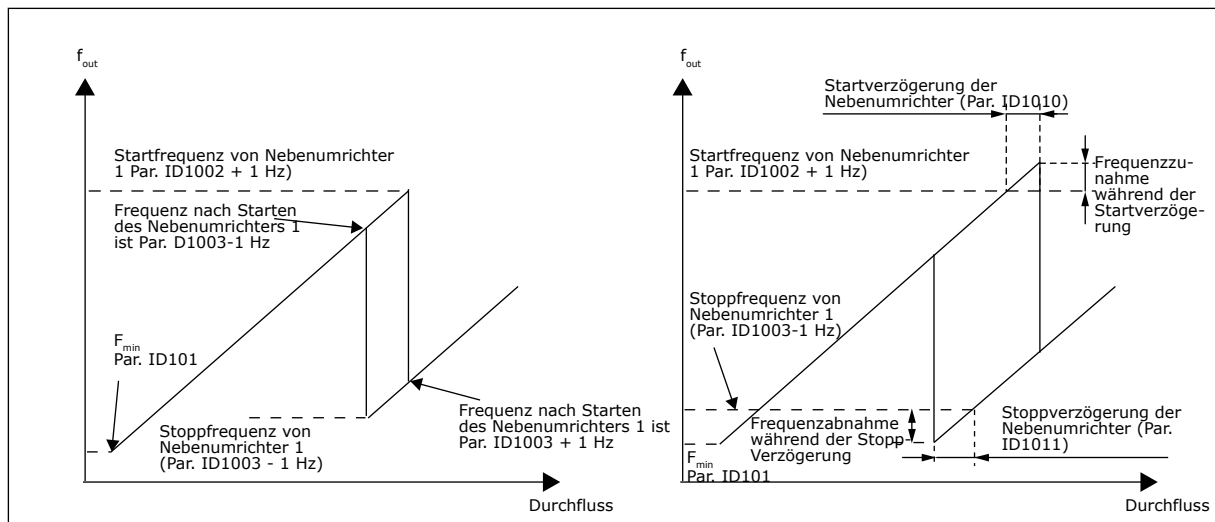 f out
Startfrequenz von Nebenumrichter
1 Par. ID1002 + 1 Hz)
Frequenz nach Starten
des Nebenumrichters 1
ist Par. D1003-1 Hz
F min
Par. ID101
Stoppfrequenz von
Nebenumrichter 1
(Par. ID1003 - 1 Hz)
Frequenz nach Starten
des Nebenumrichters 1 ist
Par. ID1003 + 1 Hz
Durchfluss
f out
Startverzögerung der
Nebenumrichter (Par. ID1010)
Startfrequenz von Nebenumrichter
1 Par. ID1002 + 1 Hz)
Frequenzzu-
nahme
während der
Startverzöge-
rung
Stoppfrequenz von
Nebenumrichter 1
(Par. ID1003-1 Hz)
Frequenzabnahme
während der Stopp-
Verzögerung
Stoppverzögerung der
Nebenumrichter (Par.
ID1011)
F min
Par. ID101
Durchfluss